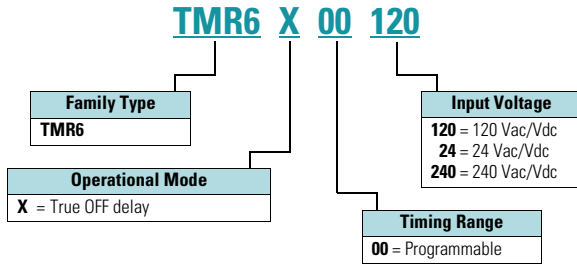 TMR6 X 00 120
Family Type
TMR6
Operational Mode
X = True OFF delay
Input Voltage
120 = 120 Vac/Vdc
24 = 24 Vac/Vdc
240 = 240 Vac/Vdc
Timing Range
00 = Programmable